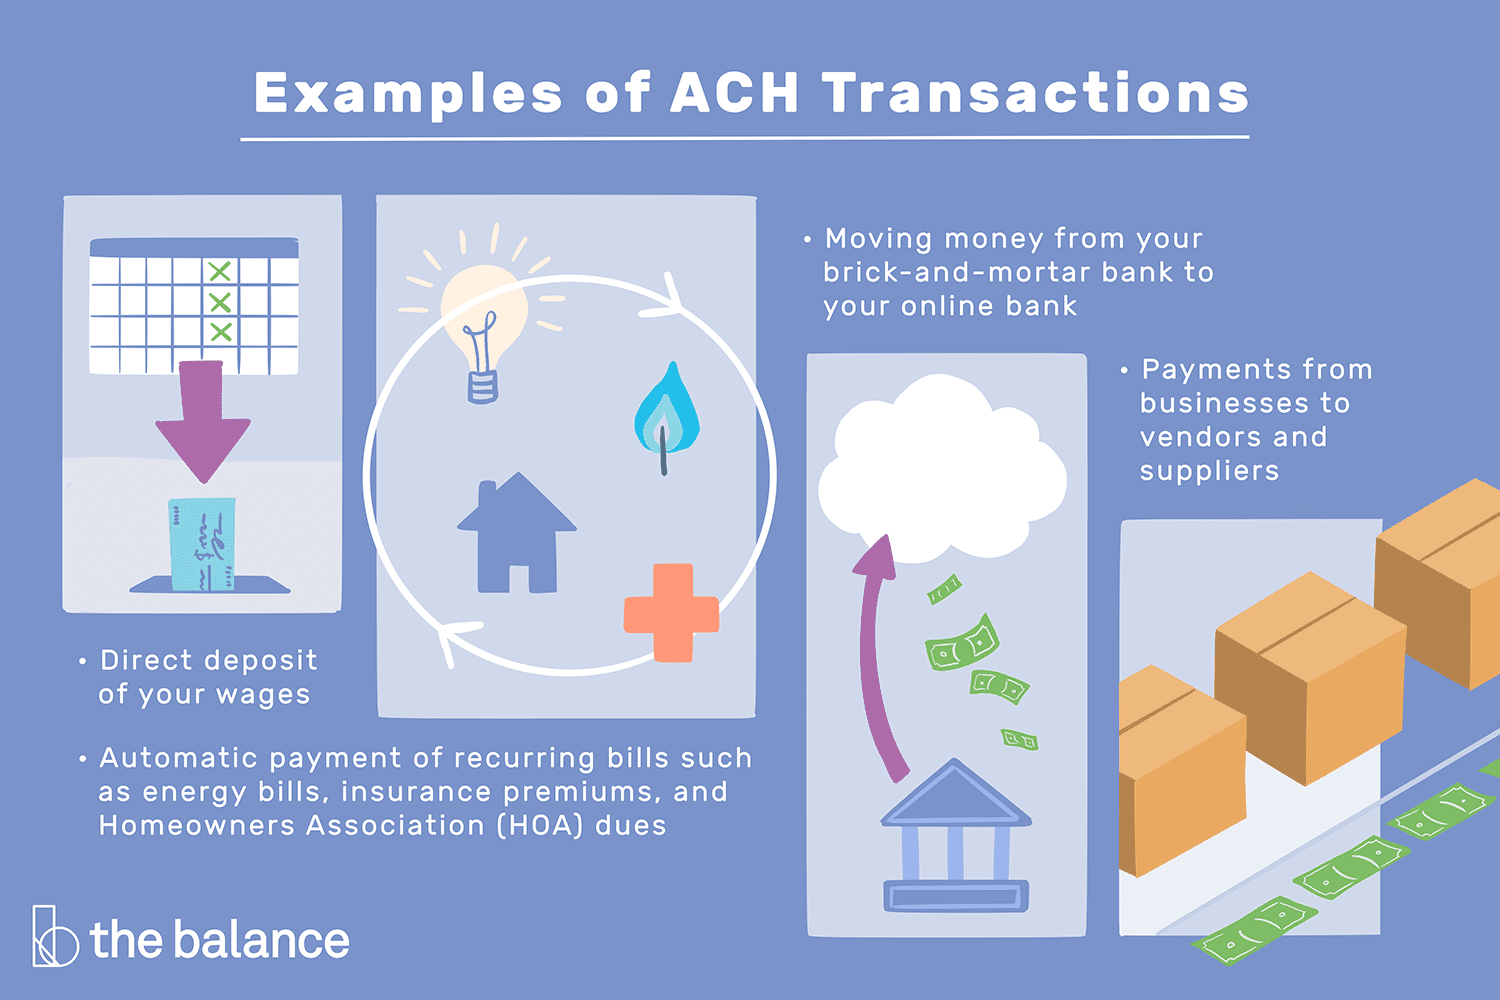 Examples of ACH Transactions
• Direct deposit
of your wages
• Automatic payment of recurring bills such
as energy bills, insurance premiums, and
Homeowners Association (HOA) dues
• Moving money from your
brick-and-mortar bank to
your online bank
• Payments from
businesses to
vendors and
suppliers
the balance